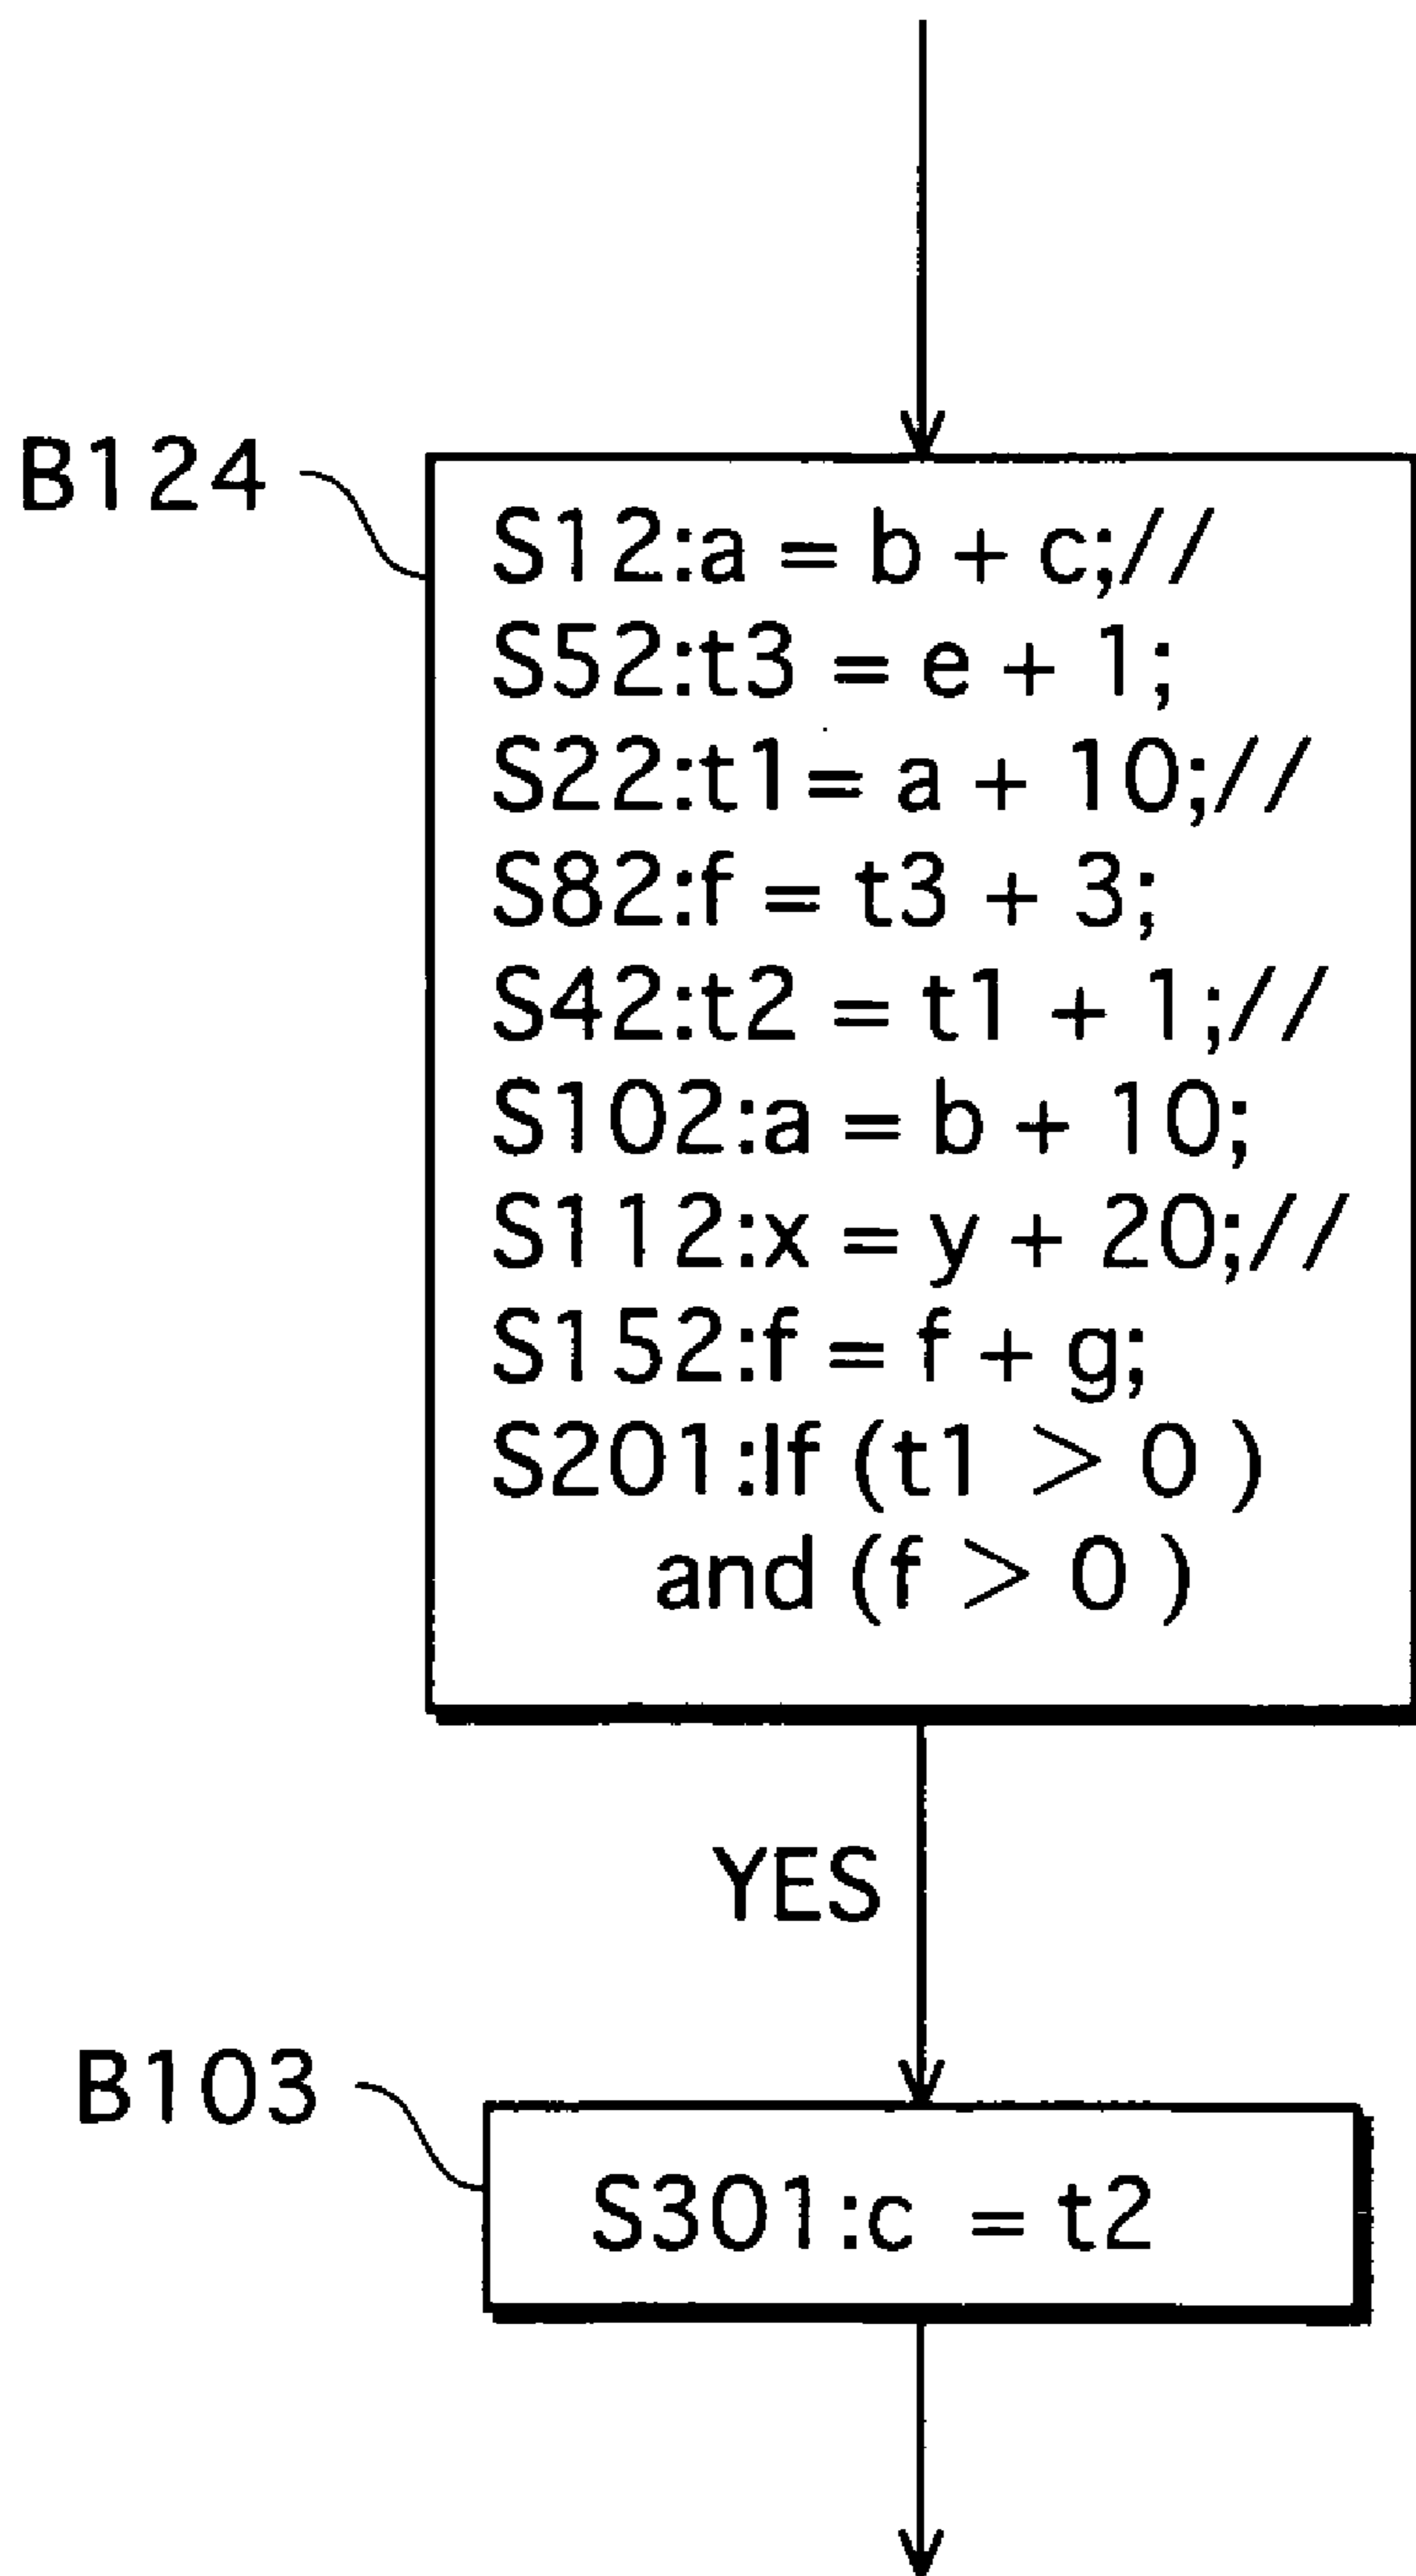 B124
S12:a = b + c;//
S52:t3 = e + 1;
S22:t1 = a + 10;//
S82:f = t3 + 3;
S42:t2 = t1 + 1;//
S102:a = b + 10;
S112:x = y + 20;//
S152:f = f + g;
S201:If (t1 > 0 )
and (f > 0 )
YES
B103
S301:c = t2